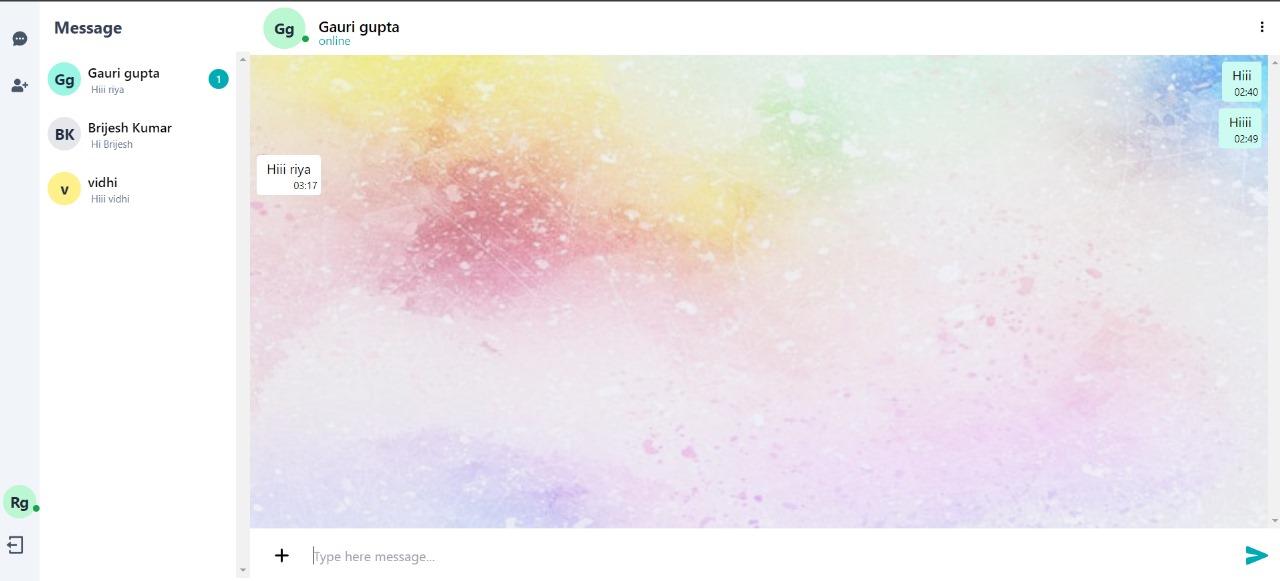 Message
Gg
Gauri gupta
Hiii riya
1
BK
Brijesh Kumar
Hi Brijesh
v
vidhi
Hiii vidhi
Rg
Gg
Gauri gupta
online
Hiii
02:40
Hiiii
02:49
Hiii riya
03:17
Type here message...